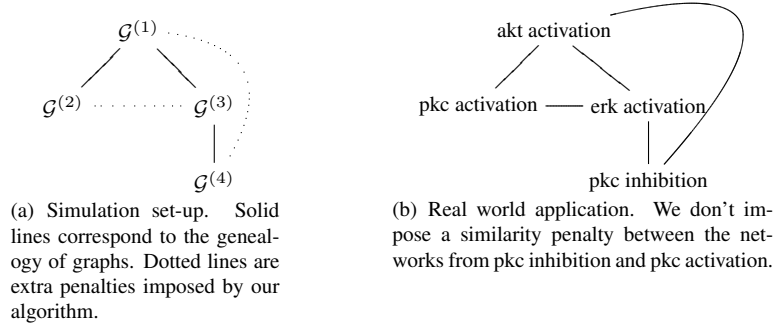 G(1)
G(2)
G(3)
G(4)
(a) Simulation set-up. Solid
lines correspond to the geneal-
ogy of graphs. Dotted lines are
extra penalties imposed by our
algorithm.
akt activation
pkc activation
erk activation
pkc inhibition
(b) Real world application. We don't im-
pose a similarity penalty between the net-
works from pkc inhibition and pkc activation.